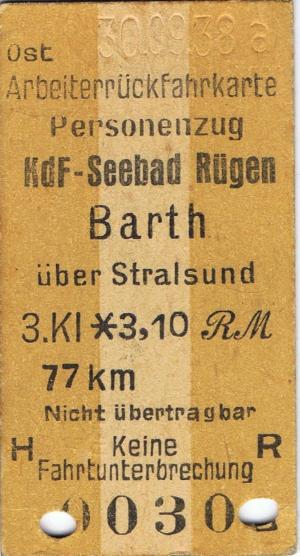 30.09.38 a
Ost
Arbeiterrückfahrkarte
Personenzug
KdF-Seebad Rügen
Barth
über Stralsund
3.Kl *3,10 RM
77 km
Nicht übertragbar
H Keine R
Fahrtunterbrechung
0030